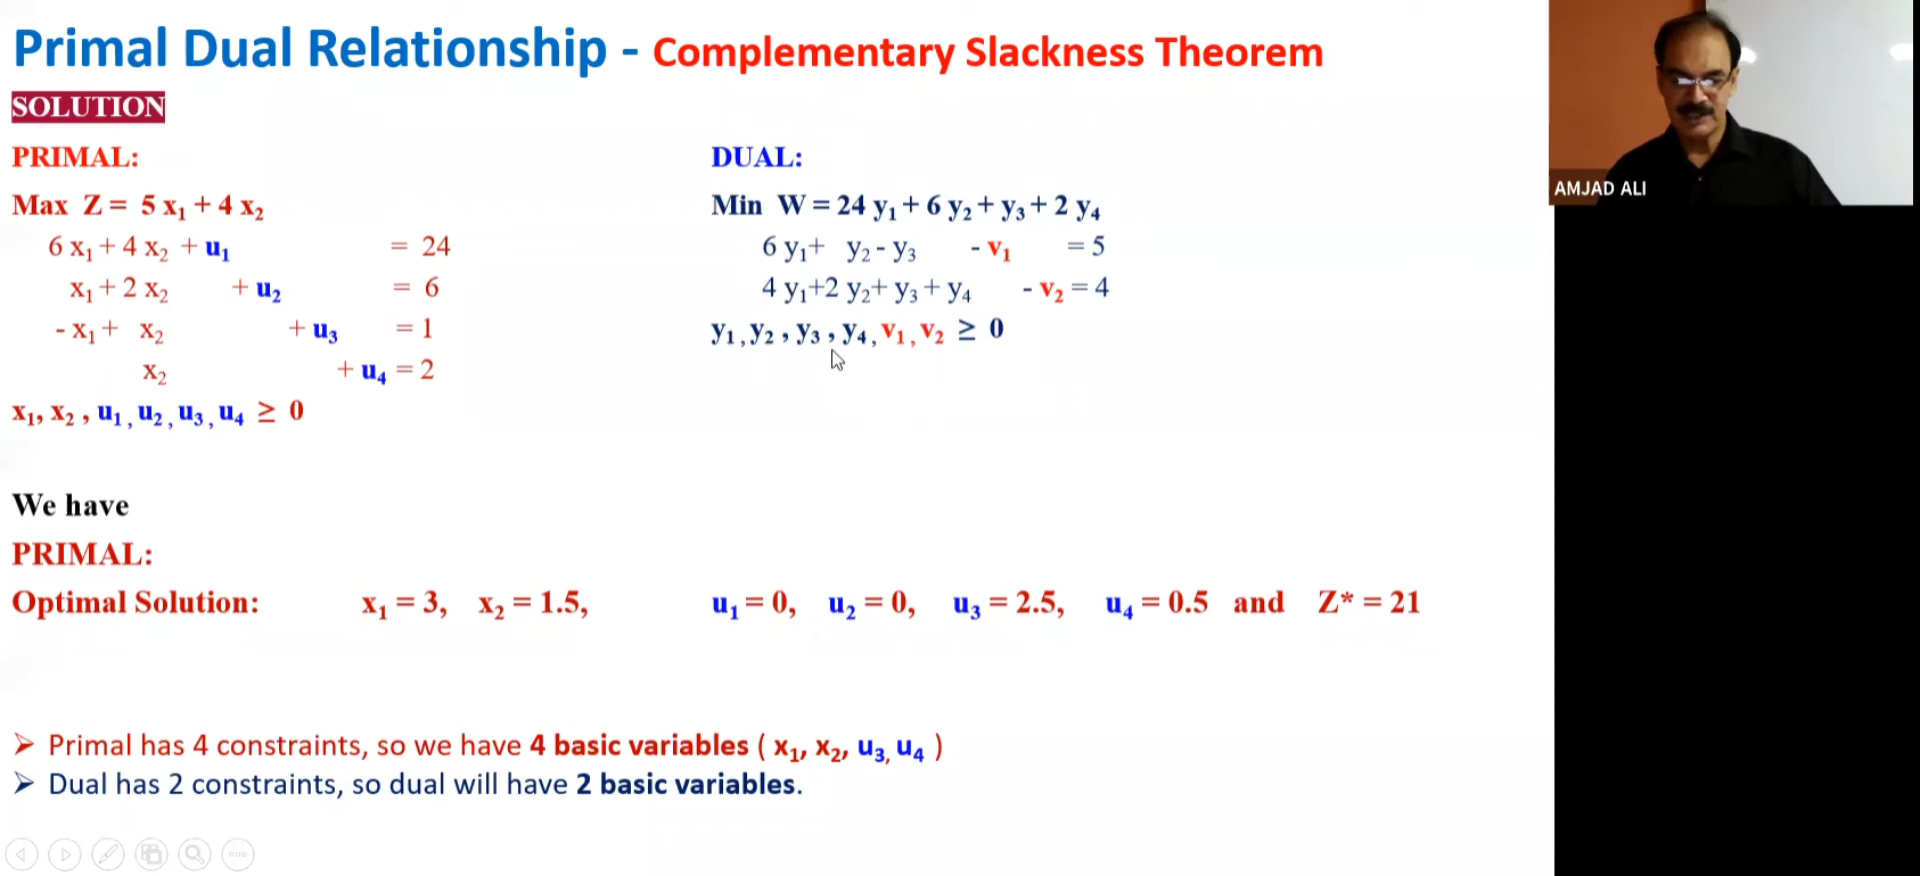 Primal Dual Relationship - Complementary Slackness Theorem
SOLUTION
PRIMAL:
Max Z = 5 x₁ + 4 x₂
6 x₁ + 4 x₂ + u₁ = 24
x₁ + 2 x₂ + u₂ = 6
- x₁ + x₂ + u₃ = 1
x₂ + u₄ = 2
x₁, x₂ , u₁ , u₂ , u₃ , u₄ ≥ 0
DUAL:
Min W = 24 y₁ + 6 y₂ + y₃ + 2 y₄
6 y₁+ y₂ - y₃ - v₁ = 5
4 y₁+2 y₂+ y₃ + y₄ - v₂ = 4
y₁ , y₂ , y₃ , y₄ , v₁ , v₂ ≥ 0
We have
PRIMAL:
Optimal Solution: x₁ = 3, x₂ = 1.5, u₁ = 0, u₂ = 0, u₃ = 2.5, u₄ = 0.5 and Z* = 21
➢ Primal has 4 constraints, so we have 4 basic variables ( x₁, x₂, u₃, u₄ )
➢ Dual has 2 constraints, so dual will have 2 basic variables.
AMJAD ALI